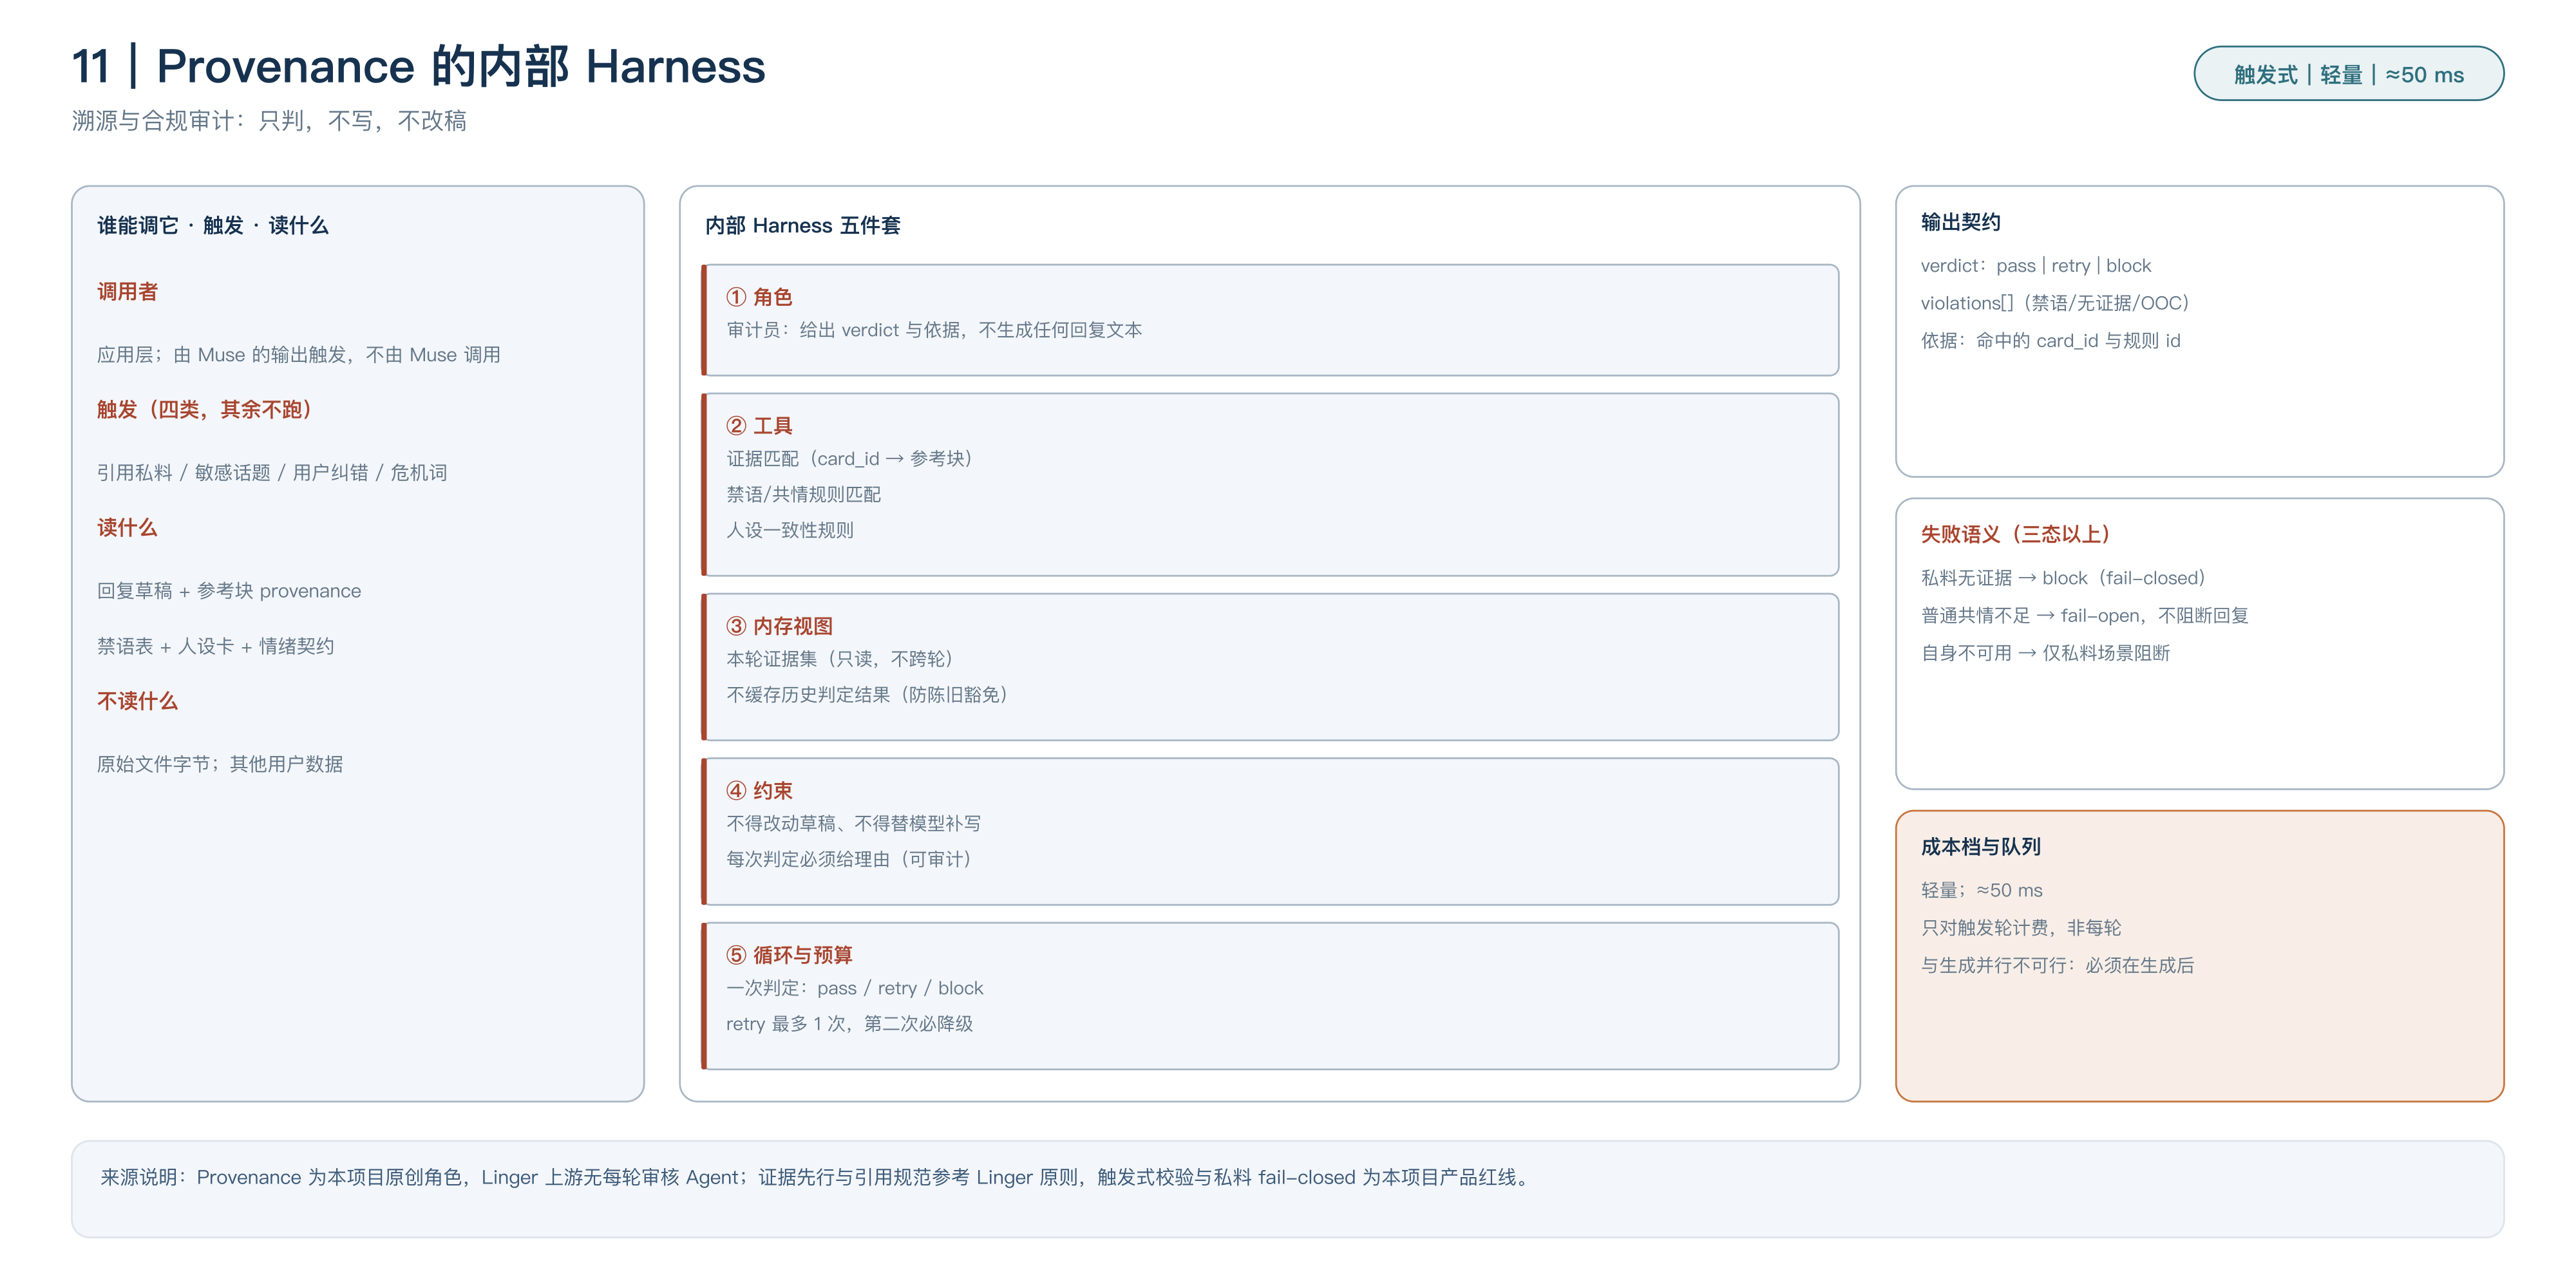 11｜Provenance 的内部 Harness
触发式｜轻量｜≈50 ms
溯源与合规审计：只判，不写，不改稿
谁能调它 · 触发 · 读什么
调用者
应用层；由 Muse 的输出触发，不由 Muse 调用
触发（四类，其余不跑）
引用私料 / 敏感话题 / 用户纠错 / 危机词
读什么
回复草稿 + 参考块 provenance
禁语表 + 人设卡 + 情绪契约
不读什么
原始文件字节；其他用户数据
内部 Harness 五件套
① 角色
审计员：给出 verdict 与依据，不生成任何回复文本
② 工具
证据匹配（card_id → 参考块）
禁语/共情规则匹配
人设一致性规则
③ 内存视图
本轮证据集（只读，不跨轮）
不缓存历史判定结果（防陈旧豁免）
④ 约束
不得改动草稿、不得替模型补写
每次判定必须给理由（可审计）
⑤ 循环与预算
一次判定：pass / retry / block
retry 最多 1 次，第二次必降级
输出契约
verdict：pass｜retry｜block
violations[]（禁语/无证据/OOC）
依据：命中的 card_id 与规则 id
失败语义（三态以上）
私料无证据 → block（fail-closed）
普通共情不足 → fail-open，不阻断回复
自身不可用 → 仅私料场景阻断
成本档与队列
轻量；≈50 ms
只对触发轮计费，非每轮
与生成并行不可行：必须在生成后
来源说明：Provenance 为本项目原创角色，Linger 上游无每轮审核 Agent；证据先行与引用规范参考 Linger 原则，触发式校验与私料 fail-closed 为本项目产品红线。